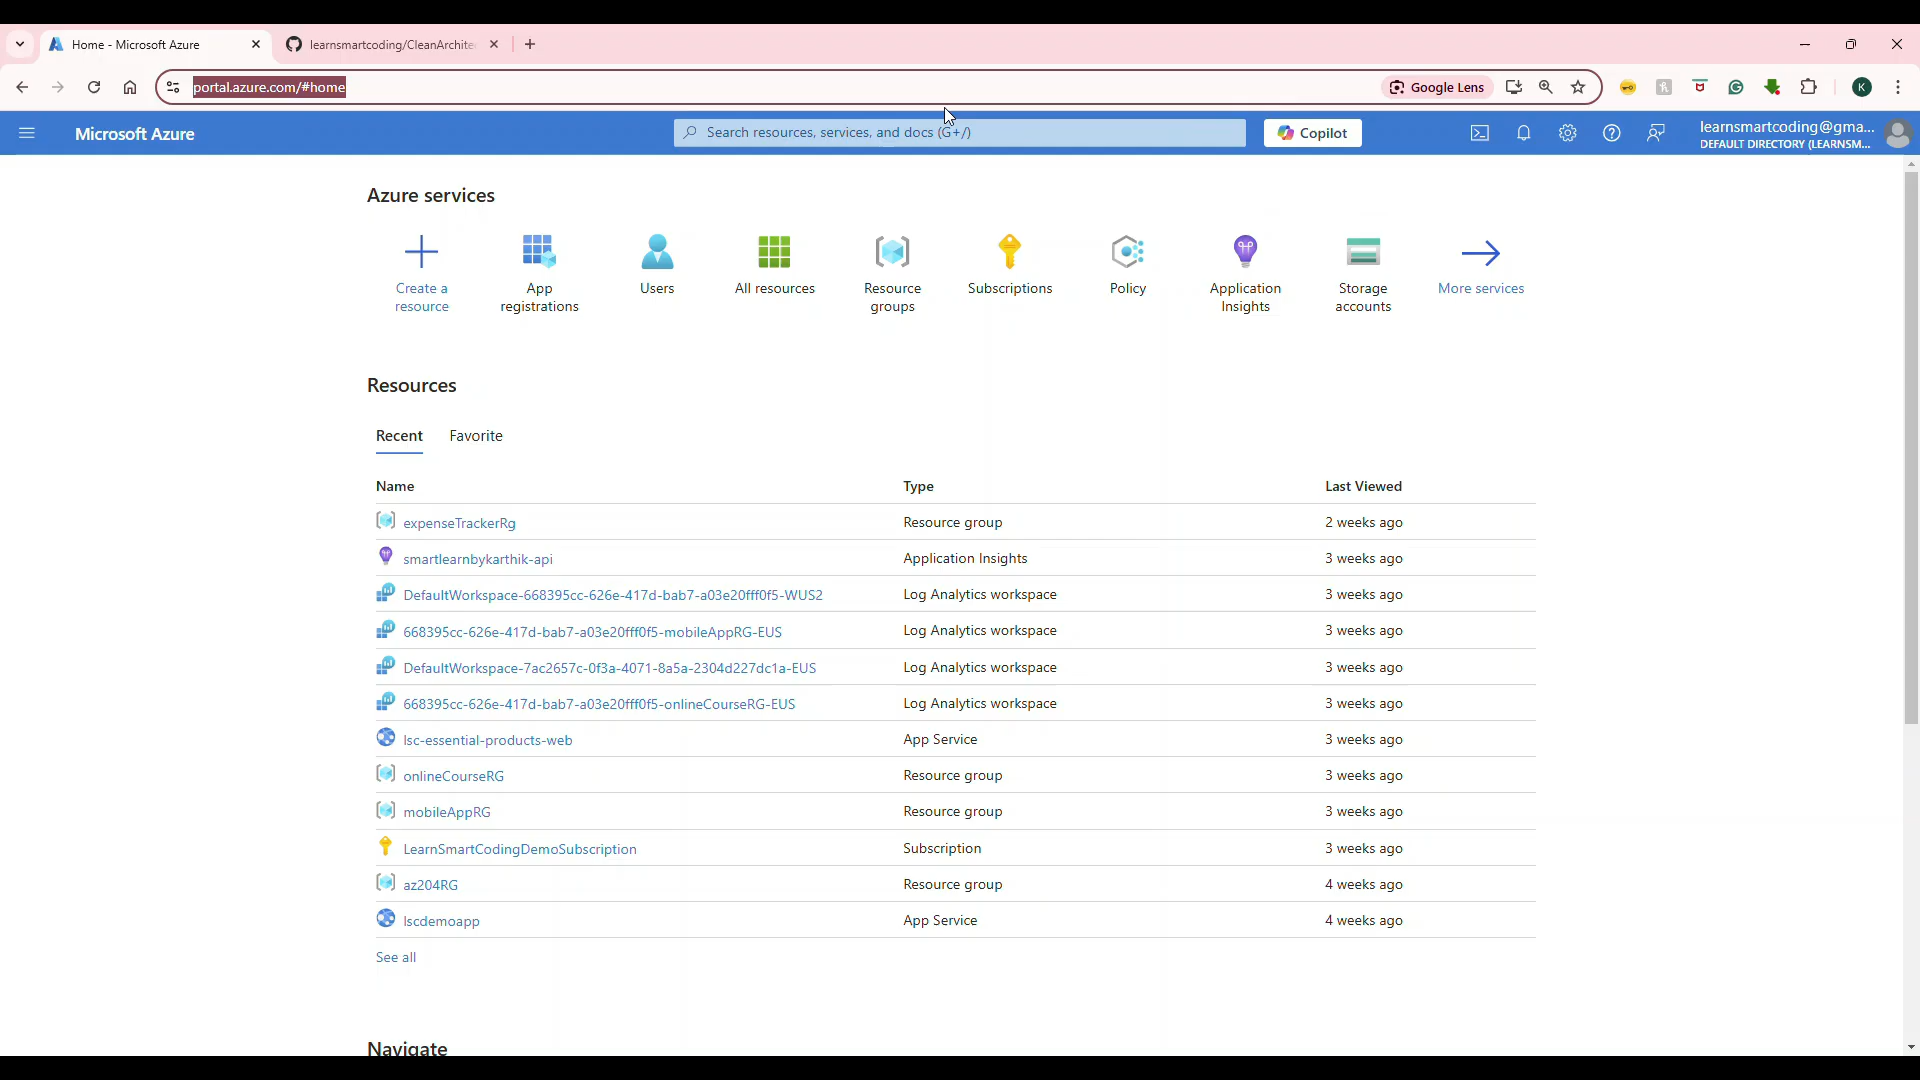 Home - Microsoft Azure
learnsmartcoding/CleanArchite
portal.azure.com/#home
Google Lens
K
Microsoft Azure
Search resources, services, and docs (G+/)
Copilot
learnsmartcoding@gma...
DEFAULT DIRECTORY (LEARNSM...
Azure services
Create a resource
App registrations
Users
All resources
Resource groups
Subscriptions
Policy
Application Insights
Storage accounts
More services
Resources
Recent Favorite
Name Type Last Viewed
expenseTrackerRg Resource group 2 weeks ago
smartlearnbykarthik-api Application Insights 3 weeks ago
DefaultWorkspace-668395cc-626e-417d-bab7-a03e20fff0f5-WUS2 Log Analytics workspace 3 weeks ago
668395cc-626e-417d-bab7-a03e20fff0f5-mobileAppRG-EUS Log Analytics workspace 3 weeks ago
DefaultWorkspace-7ac2657c-0f3a-4071-8a5a-2304d227dc1a-EUS Log Analytics workspace 3 weeks ago
668395cc-626e-417d-bab7-a03e20fff0f5-onlineCourseRG-EUS Log Analytics workspace 3 weeks ago
lsc-essential-products-web App Service 3 weeks ago
onlineCourseRG Resource group 3 weeks ago
mobileAppRG Resource group 3 weeks ago
LearnSmartCodingDemoSubscription Subscription 3 weeks ago
az204RG Resource group 4 weeks ago
lscdemoapp App Service 4 weeks ago
See all
Navigate